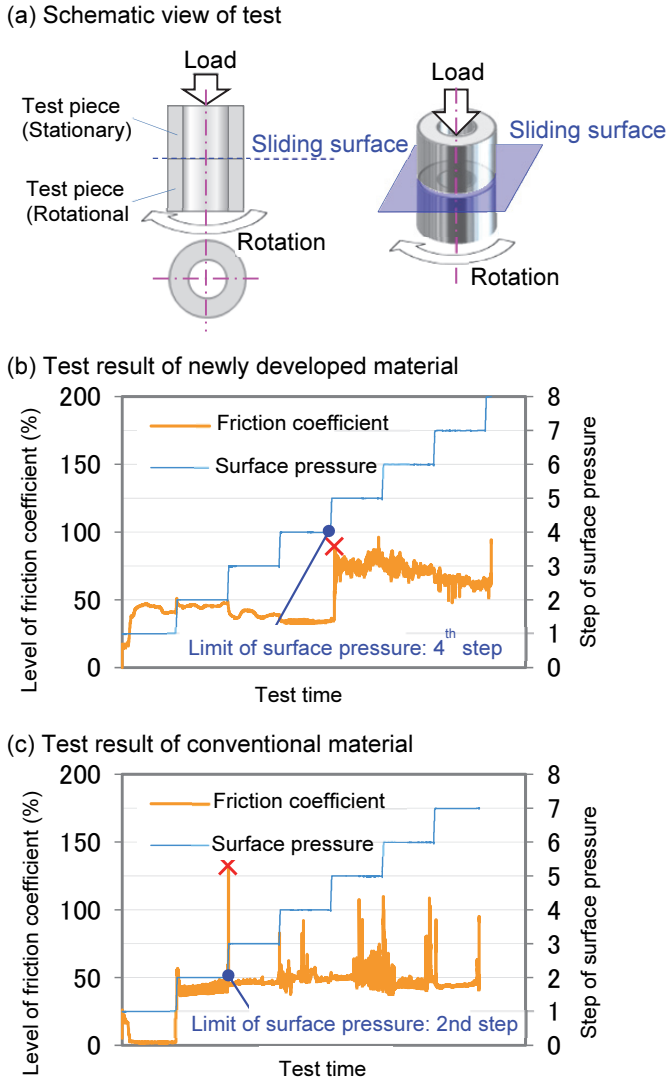 (a) Schematic view of test
Load
Test piece
(Stationary)
Sliding surface
Test piece
(Rotational
Rotation
Load
Sliding surface
Rotation
(b) Test result of newly developed material
Level of friction coefficient (%)
200
150
100
50
0
Friction coefficient
Surface pressure
Limit of surface pressure: 4th step
8
7
6
5
4
3
2
1
0
Step of surface pressure
Test time
(c) Test result of conventional material
Level of friction coefficient (%)
200
150
100
50
0
Friction coefficient
Surface pressure
Limit of surface pressure: 2nd step
8
7
6
5
4
3
2
1
0
Step of surface pressure
Test time